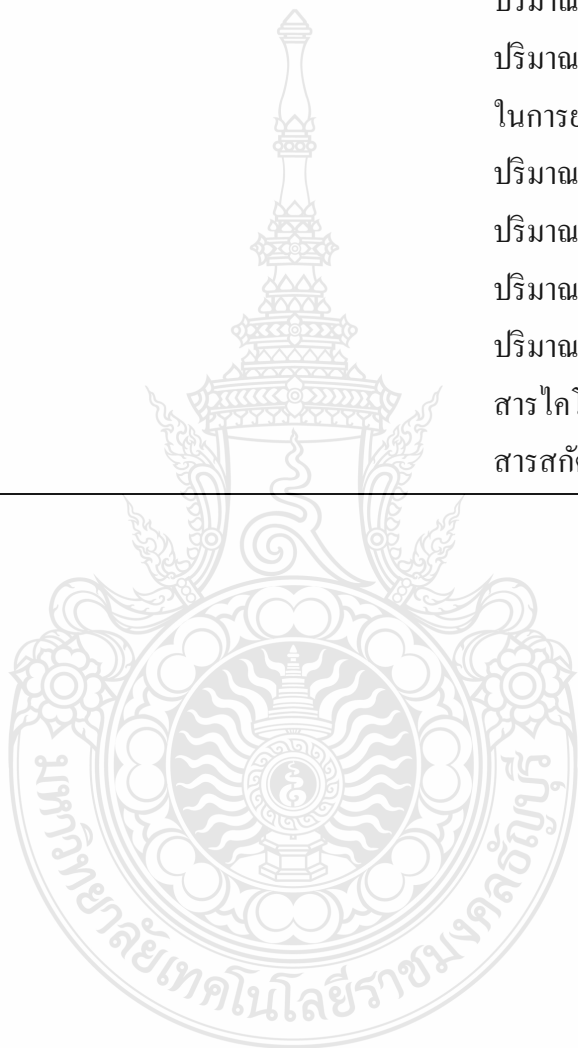 ปริมาณ
ปริมาณ
ในการย
ปริมาณ
ปริมาณ
ปริมาณ
ปริมาณ
สารไคโ
สารสกั
มหาวิทยาลัยเทคโนโลยีราชมงคลธัญบุรี